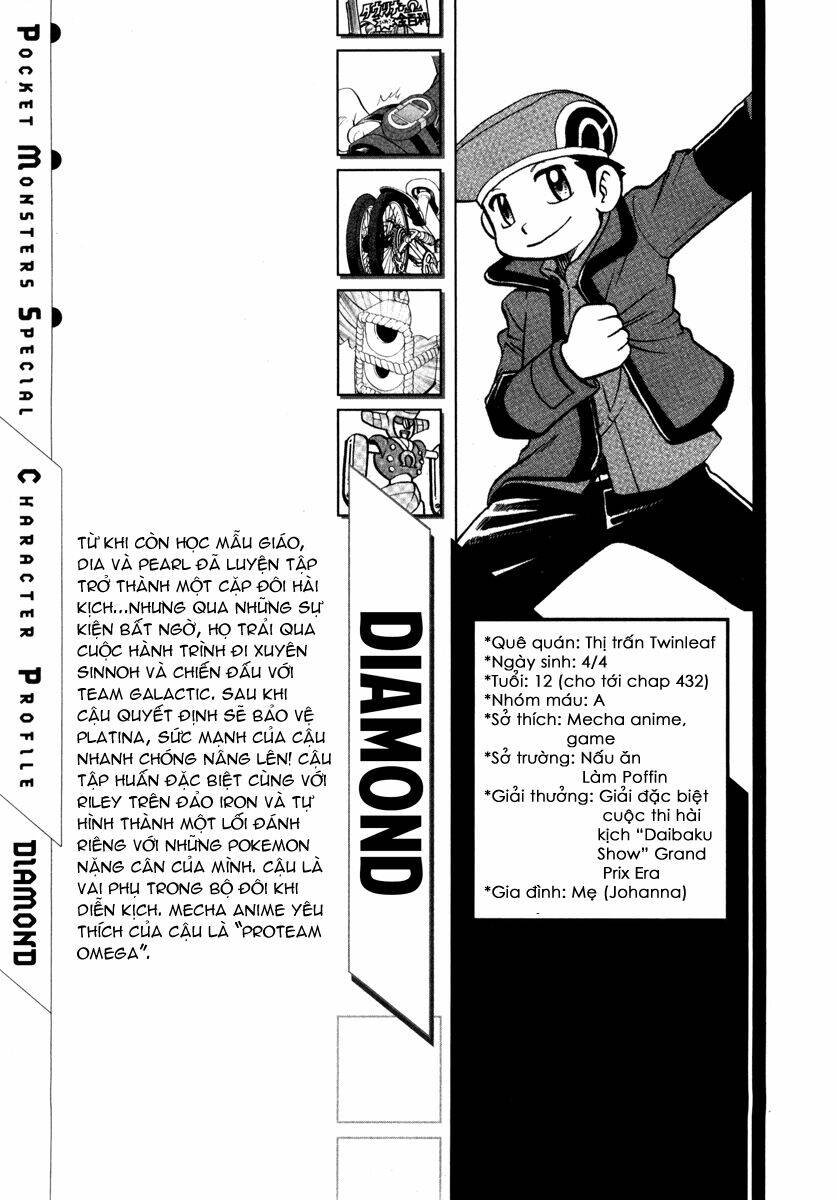 POCKET MONSTERS SPECIAL CHARACTER PROFILE DIAMOND
TỪ KHI CÒN HỌC MẪU GIÁO,
DIA VÀ PEARL ĐÃ LUYỆN TẬP
TRỞ THÀNH MỘT CẶP ĐÔI HÀI
KỊCH...NHƯNG QUA NHỮNG SỰ
KIỆN BẤT NGỜ, HỌ TRẢI QUA
CUỘC HÀNH TRÌNH ĐI XUYÊN
SINNOH VÀ CHIẾN ĐẤU VỚI
TEAM GALACTIC. SAU KHI
CẬU QUYẾT ĐỊNH SẼ BẢO VỆ
PLATINA, SỨC MẠNH CỦA CẬU
NHANH CHÓNG NÂNG LÊN! CẬU
TẬP HUẤN ĐẶC BIỆT CÙNG VỚI
RILEY TRÊN ĐẢO IRON VÀ TỰ
HÌNH THÀNH MỘT LỐI ĐÁNH
RIÊNG VỚI NHỮNG POKEMON
NẶNG CÂN CỦA MÌNH. CẬU LÀ
VAI PHỤ TRONG BỘ ĐÔI KHI
DIỄN KỊCH. MECHA ANIME YÊU
THÍCH CỦA CẬU LÀ “PROTEAM
OMEGA”.
DIAMOND
*Quê quán: Thị trấn Twinleaf
*Ngày sinh: 4/4
*Tuổi: 12 (cho tới chap 432)
*Nhóm máu: A
*Sở thích: Mecha anime,
game
*Sở trường: Nấu ăn
Làm Poffin
*Giải thưởng: Giải đặc biệt
cuộc thi hài
kịch “Daibaku
Show” Grand
Prix Era
*Gia đình: Mẹ (Johanna)